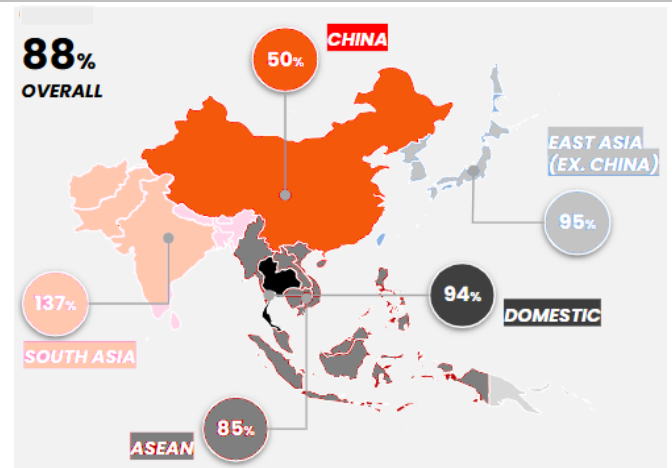 88%
OVERALL
50%
CHINA
EAST ASIA
(EX. CHINA)
95%
137%
SOUTH ASIA
94%
DOMESTIC
85%
ASEAN